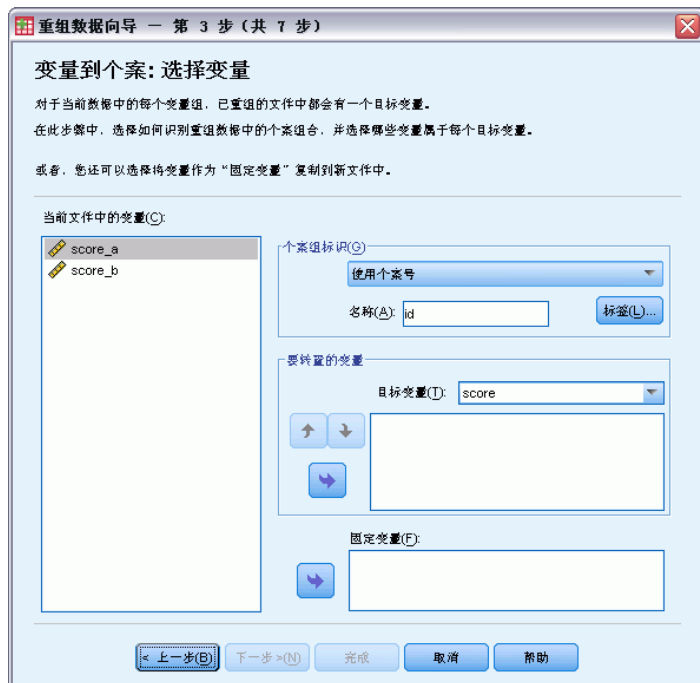 重组数据向导 — 第 3 步(共 7 步)
变量到个案: 选择变量
对于当前数据中的每个变量组，已重组的文件中都会有一个目标变量。
在此步骤中，选择如何识别重组数据中的个案组合，并选择哪些变量属于每个目标变量。
或者，您还可以选择将变量作为“固定变量”复制到新文件中。
当前文件中的变量(C):
score_a
score_b
个案组标识(G)
使用个案号
名称(A): id
标签(L)...
要转置的变量
目标变量(T): score
固定变量(F):
< 上一步(B)
下一步 >(N)
完成
取消
帮助